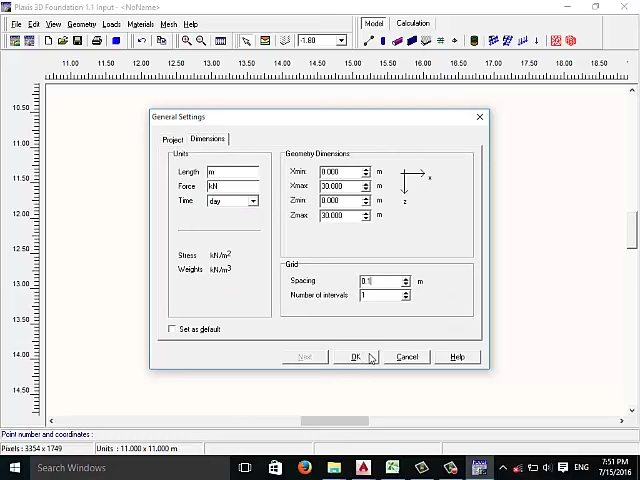 Plaxis 3D Foundation 1.1 Input - <NoName>
File Edit View Geometry Loads Materials Mesh Help
Model Calculation
-1.80
11.00 11.50 12.00 12.50 13.00 13.50 14.00 14.50 15.00 15.50 16.00 16.50 17.00 17.50 18.00 18.50
10.50
11.00
11.50
12.00
12.50
13.00
13.50
14.00
14.50
General Settings
Project Dimensions
Units
Length m
Force kN
Time day
Stress kN/m2
Weights kN/m3
Geometry Dimensions
Xmin: 0.000 m
Xmax 30.000 m
Zmin: 0.000 m
Zmax 30.000 m
x
z
Grid
Spacing 0.1 m
Number of intervals 1
Set as default
Next OK Cancel Help
Point number and coordinates :
Pixels : 3354 x 1749 Units : 11.000 x 11.000 m
Search Windows
ENG
7:51 PM
7/15/2016